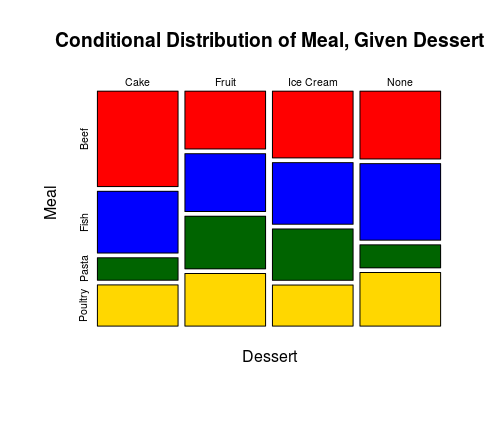 Conditional Distribution of Meal, Given Dessert
Cake Fruit Ice Cream None
Beef
Fish
Pasta
Poultry
Meal
Dessert